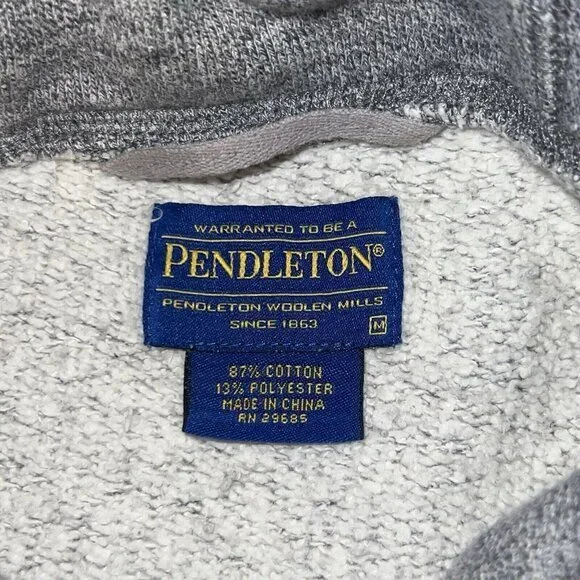 WARRANTED TO BE A
PENDLETON®
PENDLETON WOOLEN MILLS
SINCE 1863
M
87% COTTON
13% POLYESTER
MADE IN CHINA
RN 29685